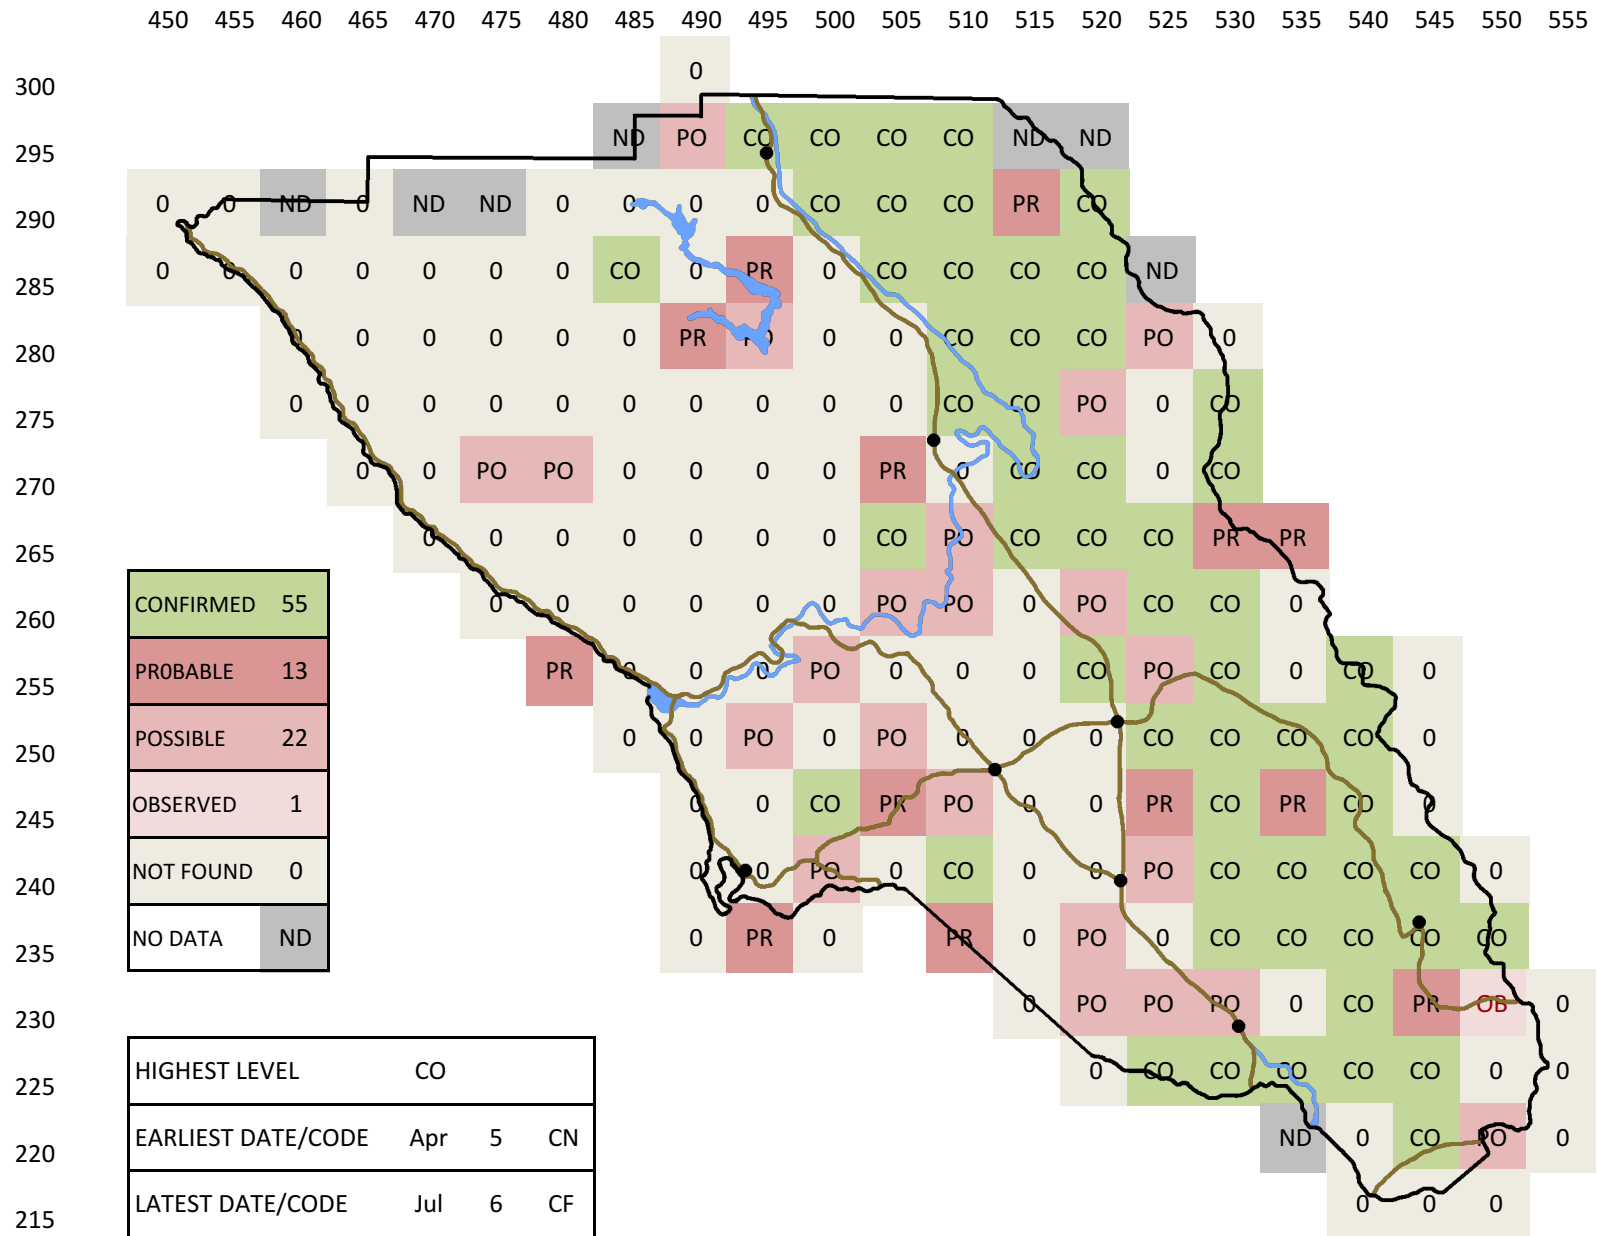 450 455 460 465 470 475 480 485 490 495 500 505 510 515 520 525 530 535 540 545 550 555
0
300
ND PO CO CO CO CO ND ND
295
0 0 ND 0 ND ND 0 0 0 0 CO CO CO PR CO
290
0 0 0 0 0 0 0 CO 0 PR 0 CO CO CO CO ND
285
0 0 0 0 0 0 PR PO 0 0 CO CO CO PO 0
280
0 0 0 0 0 0 0 0 0 0 CO CO PO 0 CO
275
0 0 PO PO 0 0 0 0 PR 0 CO CO 0 CO
270
0 0 0 0 0 0 0 CO PO CO CO CO PR PR
265
0 0 0 0 0 0 PO PO 0 PO CO CO 0
CONFIRMED 55
260
PR 0 0 0 PO 0 0 0 CO PO CO 0 CO 0
PR0BABLE 13
255
0 0 PO 0 PO 0 0 0 CO CO CO CO 0
POSSIBLE 22
250
0 0 CO PR PO 0 0 PR CO PR CO 0
OBSERVED 1
245
0 0 PO 0 CO 0 0 PO CO CO CO CO 0
NOT FOUND 0
240
0 PR 0 PR 0 PO 0 CO CO CO CO CO
NO DATA ND
235
0 PO PO PO 0 CO PR OB 0
230
0 CO CO CO CO CO 0 0
HIGHEST LEVEL CO
225
ND 0 CO PO 0
EARLIEST DATE/CODE Apr 5 CN
220
0 0 0
LATEST DATE/CODE Jul 6 CF
215